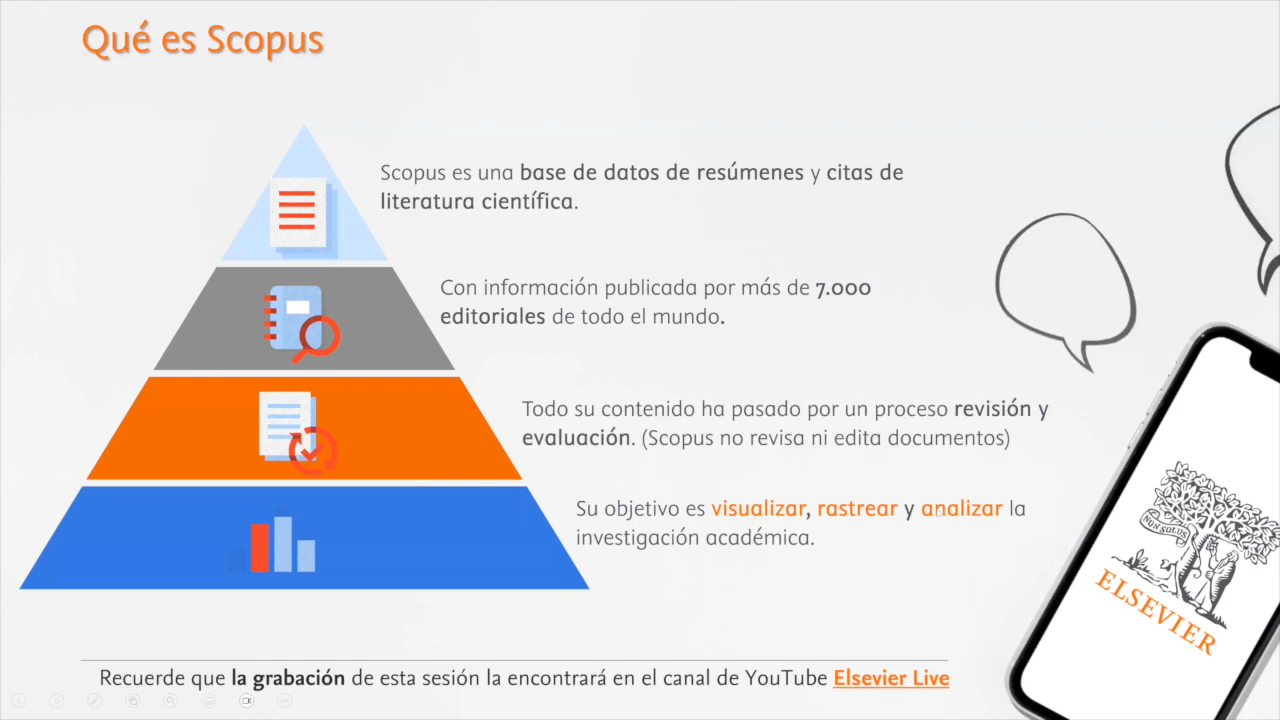 Qué es Scopus
Scopus es una base de datos de resúmenes y citas de
literatura científica.
Con información publicada por más de 7.000
editoriales de todo el mundo.
Todo su contenido ha pasado por un proceso revisión y
evaluación. (Scopus no revisa ni edita documentos)
Su objetivo es visualizar, rastrear y analizar la
investigación académica.
NON SOLUS
ELSEVIER
Recuerde que la grabación de esta sesión la encontrará en el canal de YouTube Elsevier Live